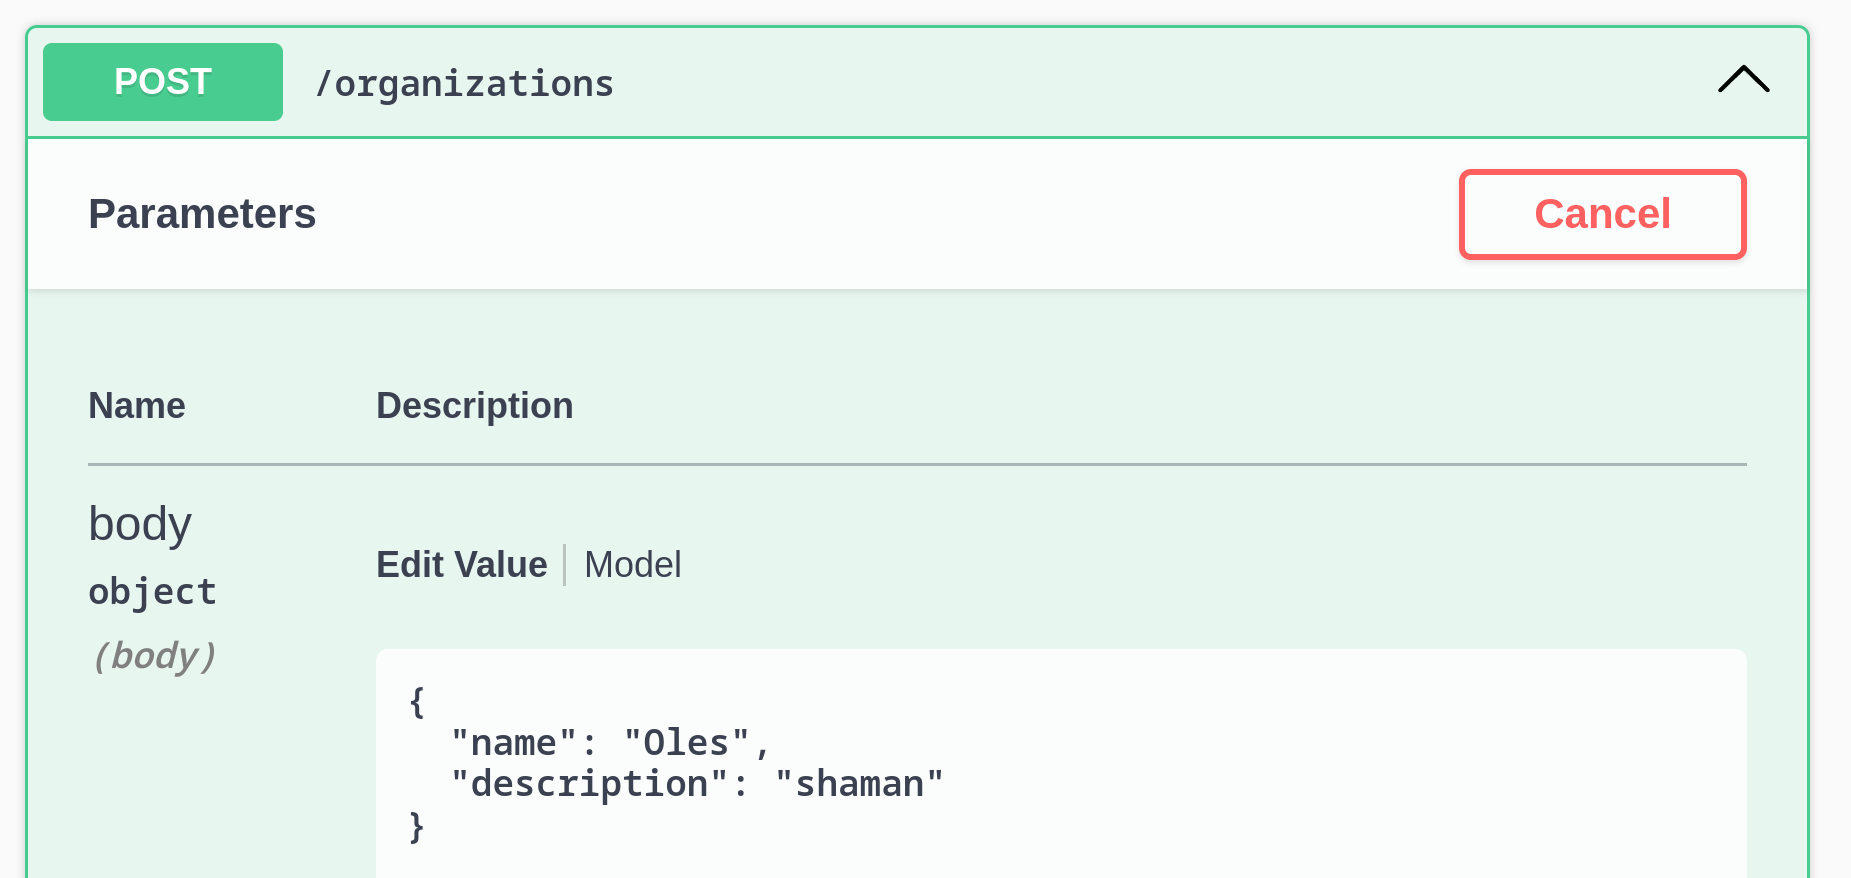 POST /organizations
Parameters Cancel
Name Description
body
Edit Value Model
object
(body)
{
  "name": "Oles",
  "description": "shaman"
}